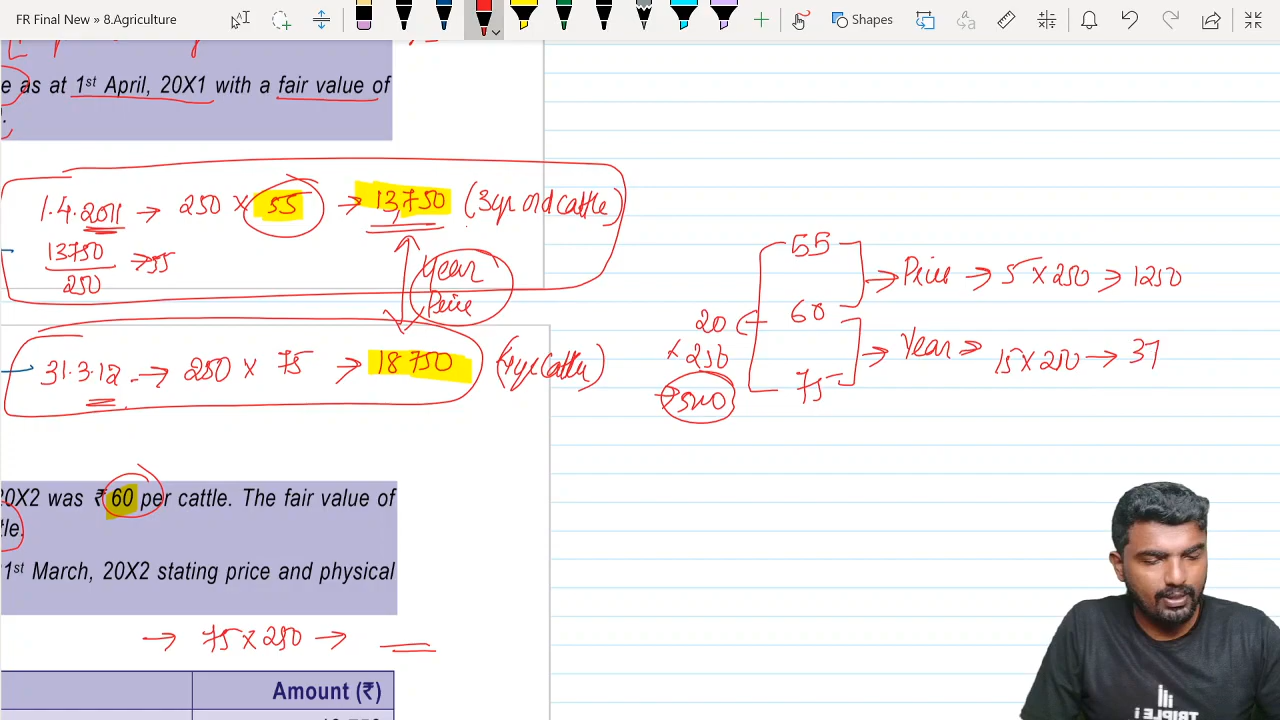 FR Final New » 8.Agriculture
Shapes
e as at 1st April, 20X1 with a fair value of
1.4.2011 → 250 × 55 → 13,750 (3yr old cattle)
13750
250
→ 55
Year
Price
31.3.12 → 250 × 75 → 18750 (4yr cattle)
55
→ Price → 5 × 250 → 1250
60
20
× 250
→ Year → 15 × 250 → 37
75
5000
20X2 was ₹ 60 per cattle. The fair value of
tle.
1st March, 20X2 stating price and physical
→ 75 × 250 →
Amount (₹)
TRIPLE i